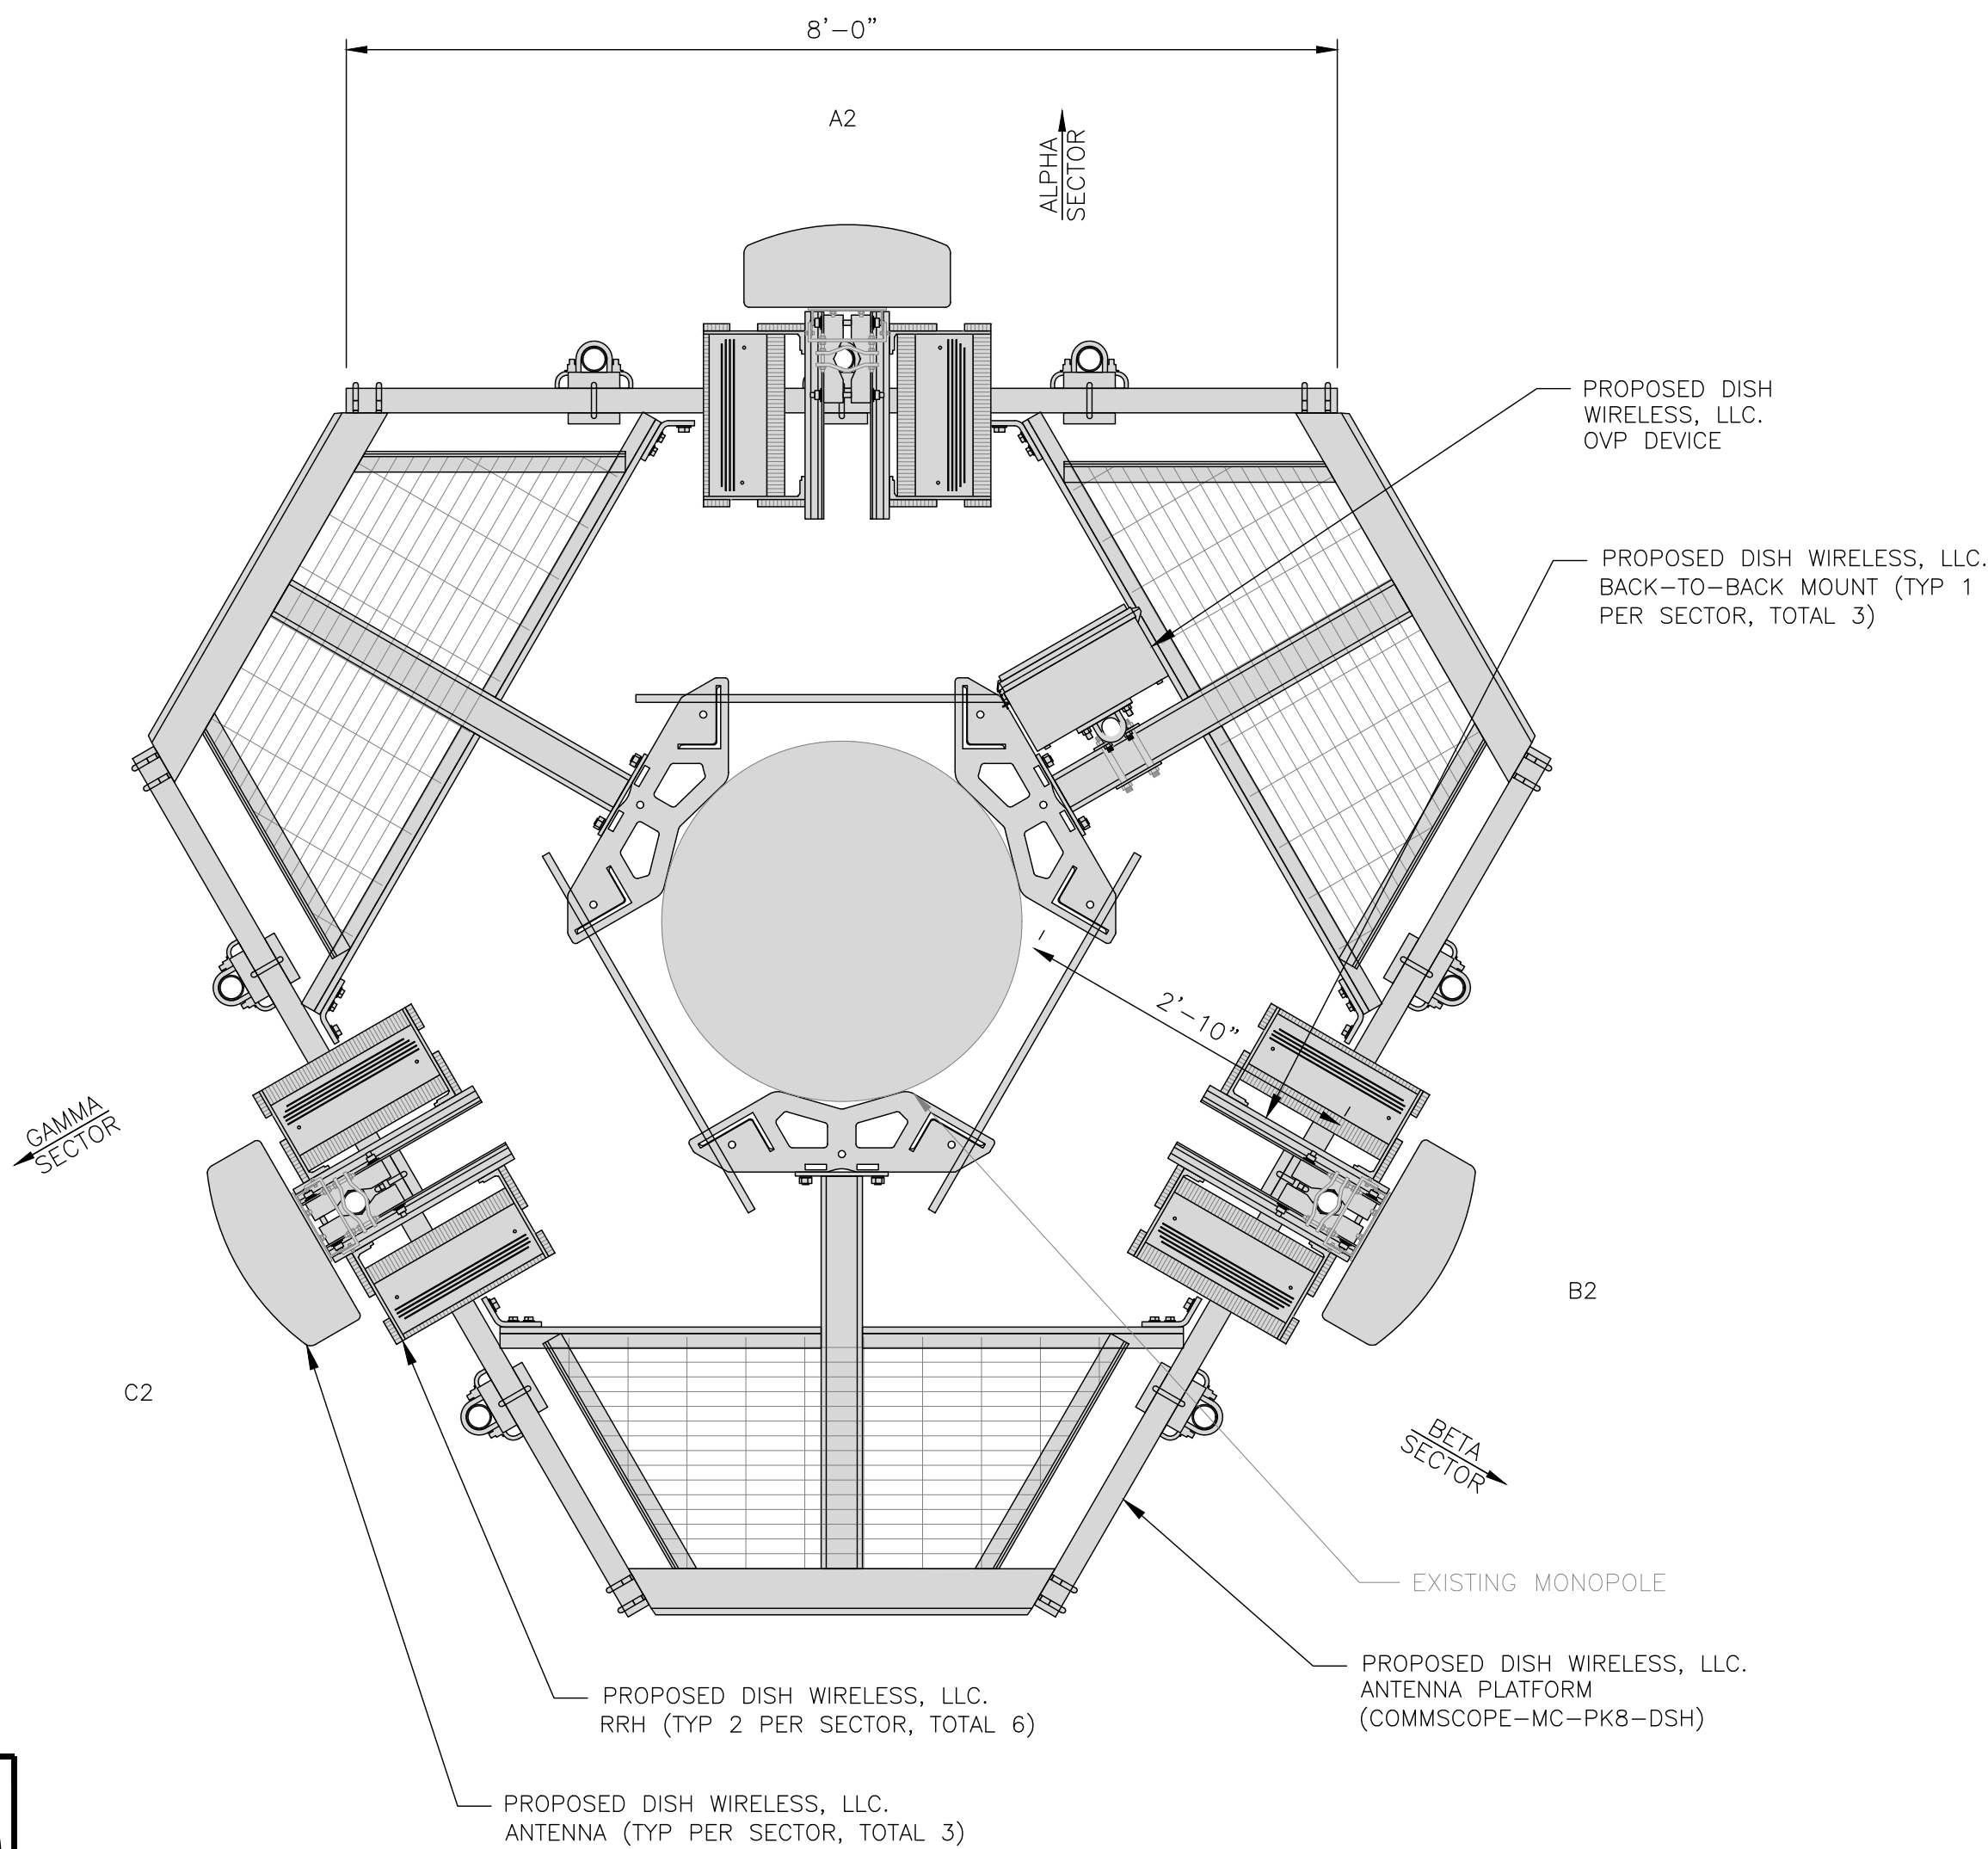 8'-0"
A2
ALPHA
SECTOR
PROPOSED DISH
WIRELESS, LLC.
OVP DEVICE
PROPOSED DISH WIRELESS, LLC.
BACK-TO-BACK MOUNT (TYP 1
PER SECTOR, TOTAL 3)
2'-10"
GAMMA
SECTOR
B2
C2
BETA
SECTOR
EXISTING MONOPOLE
PROPOSED DISH WIRELESS, LLC.
ANTENNA PLATFORM
(COMMSCOPE-MC-PK8-DSH)
PROPOSED DISH WIRELESS, LLC.
RRH (TYP 2 PER SECTOR, TOTAL 6)
PROPOSED DISH WIRELESS, LLC.
ANTENNA (TYP PER SECTOR, TOTAL 3)